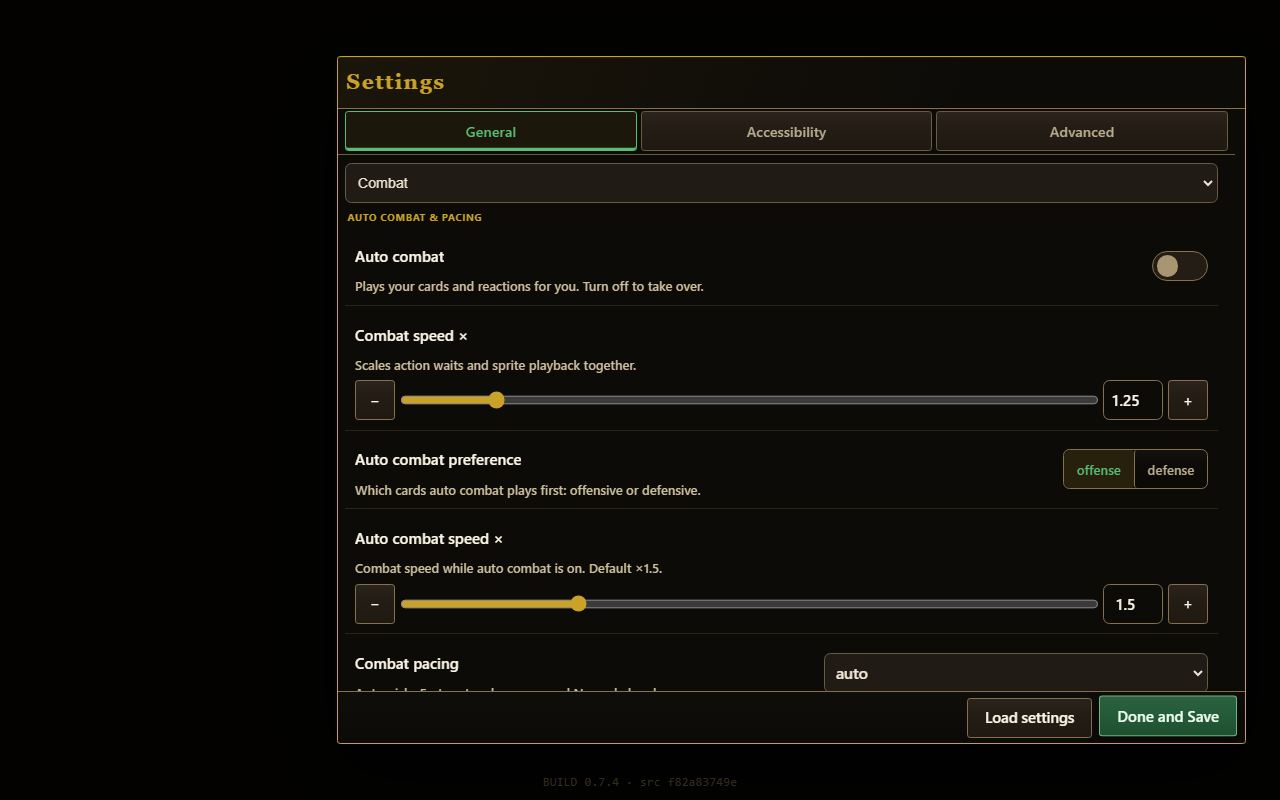 Settings
General
Accessibility
Advanced
Combat
AUTO COMBAT & PACING
Auto combat
Plays your cards and reactions for you. Turn off to take over.
Combat speed ×
Scales action waits and sprite playback together.
−
1.25
+
Auto combat preference
offense
defense
Which cards auto combat plays first: offensive or defensive.
Auto combat speed ×
Combat speed while auto combat is on. Default ×1.5.
−
1.5
+
Combat pacing
auto
Load settings
Done and Save
BUILD 0.7.4 · src f82a83749e